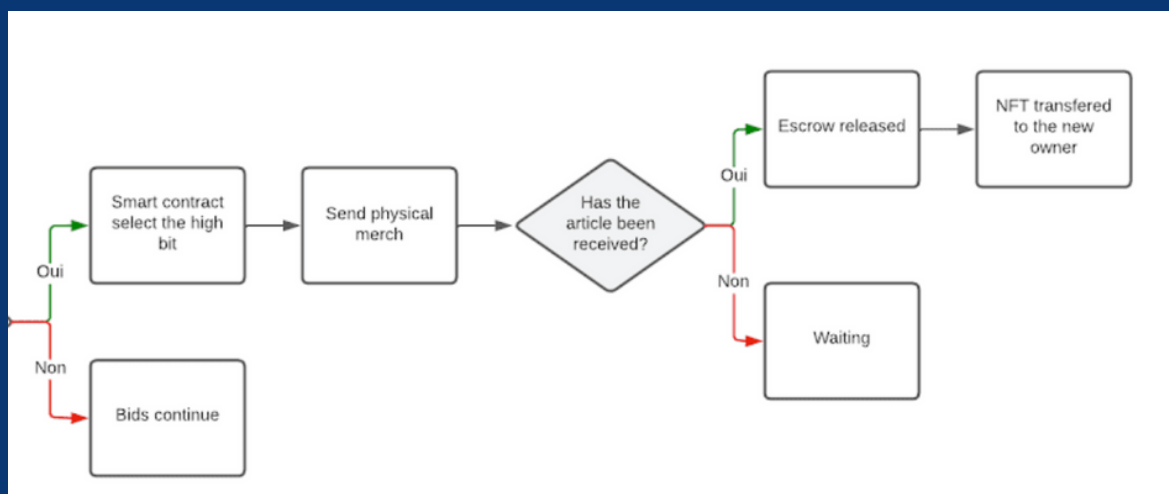 Oui
Smart contract
select the high
bit
Send physical
merch
Has the
article been
received?
Oui
Escrow released
NFT transfered
to the new
owner
Non
Waiting
Non
Bids continue